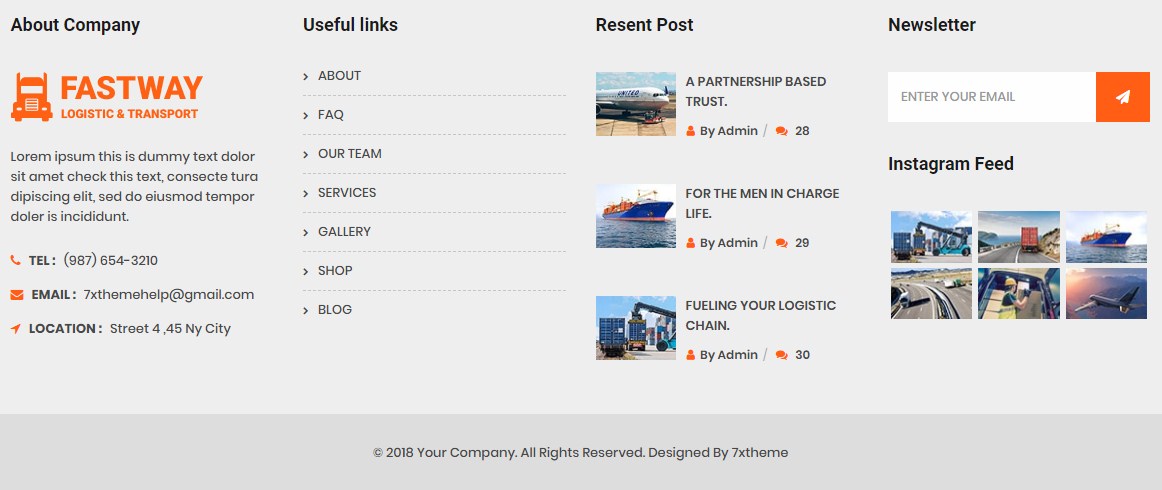 About Company
FASTWAY
LOGISTIC & TRANSPORT
Lorem ipsum this is dummy text dolor
sit amet check this text, consecte tura
dipiscing elit, sed do eiusmod tempor
doler is incididunt.
TEL : (987) 654-3210
EMAIL : 7xthemehelp@gmail.com
LOCATION : Street 4 ,45 Ny City
Useful links
ABOUT
FAQ
OUR TEAM
SERVICES
GALLERY
SHOP
BLOG
Resent Post
UNITED
A PARTNERSHIP BASED
TRUST.
By Admin / 28
FOR THE MEN IN CHARGE
LIFE.
By Admin / 29
FUELING YOUR LOGISTIC
CHAIN.
By Admin / 30
Newsletter
ENTER YOUR EMAIL
Instagram Feed
© 2018 Your Company. All Rights Reserved. Designed By 7xtheme